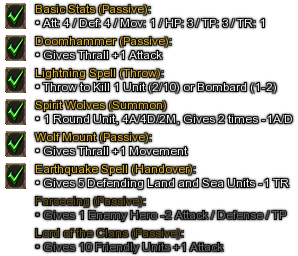 Basic Stats (Passive):
• Att: 4 / Def: 4 / Mov: 1 / HP: 3 / TP: 3 / TR: 1
Doomhammer (Passive):
• Gives Thrall +1 Attack
Lightning Spell (Throw):
• Throw to Kill 1 Unit (2/10) or Bombard (1-2)
Spirit Wolves (Summon)
• 1 Round Unit, 4A/4D/2M, Gives 2 times -1A/D
Wolf Mount (Passive):
• Gives Thrall +1 Movement
Earthquake Spell (Handover):
• Gives 5 Defending Land and Sea Units -1 TR
Farseeing (Passive):
• Gives 1 Enemy Hero -2 Attack / Defense / TP
Lord of the Clans (Passive):
• Gives 10 Friendly Units +1 Attack